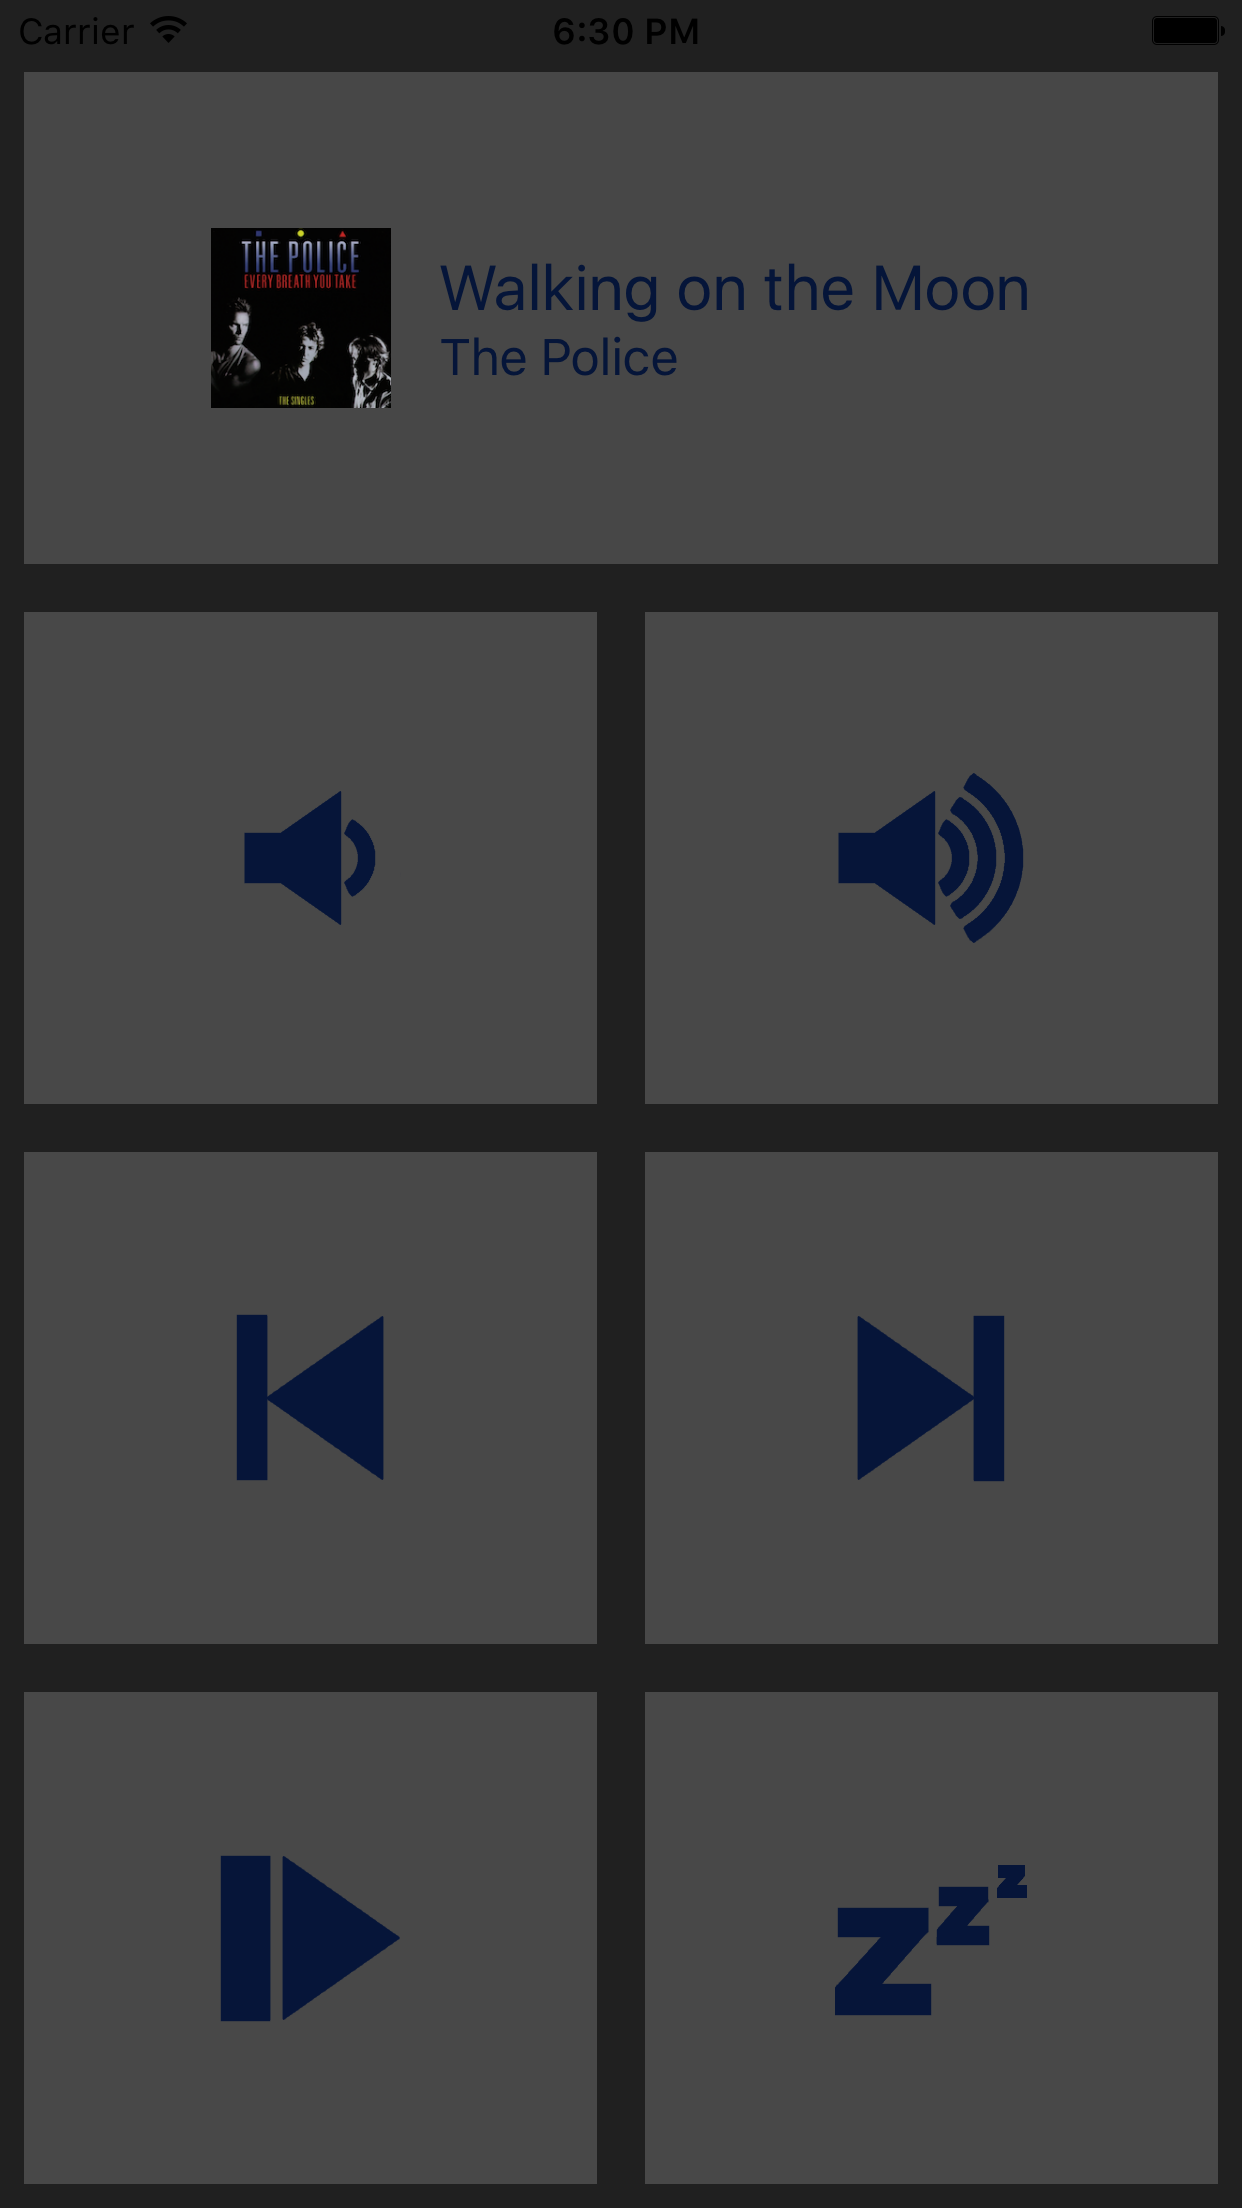 Carrier
6:30 PM
THE POLICE
EVERY BREATH YOU TAKE
THE SINGLES
Walking on the Moon
The Police
z z z